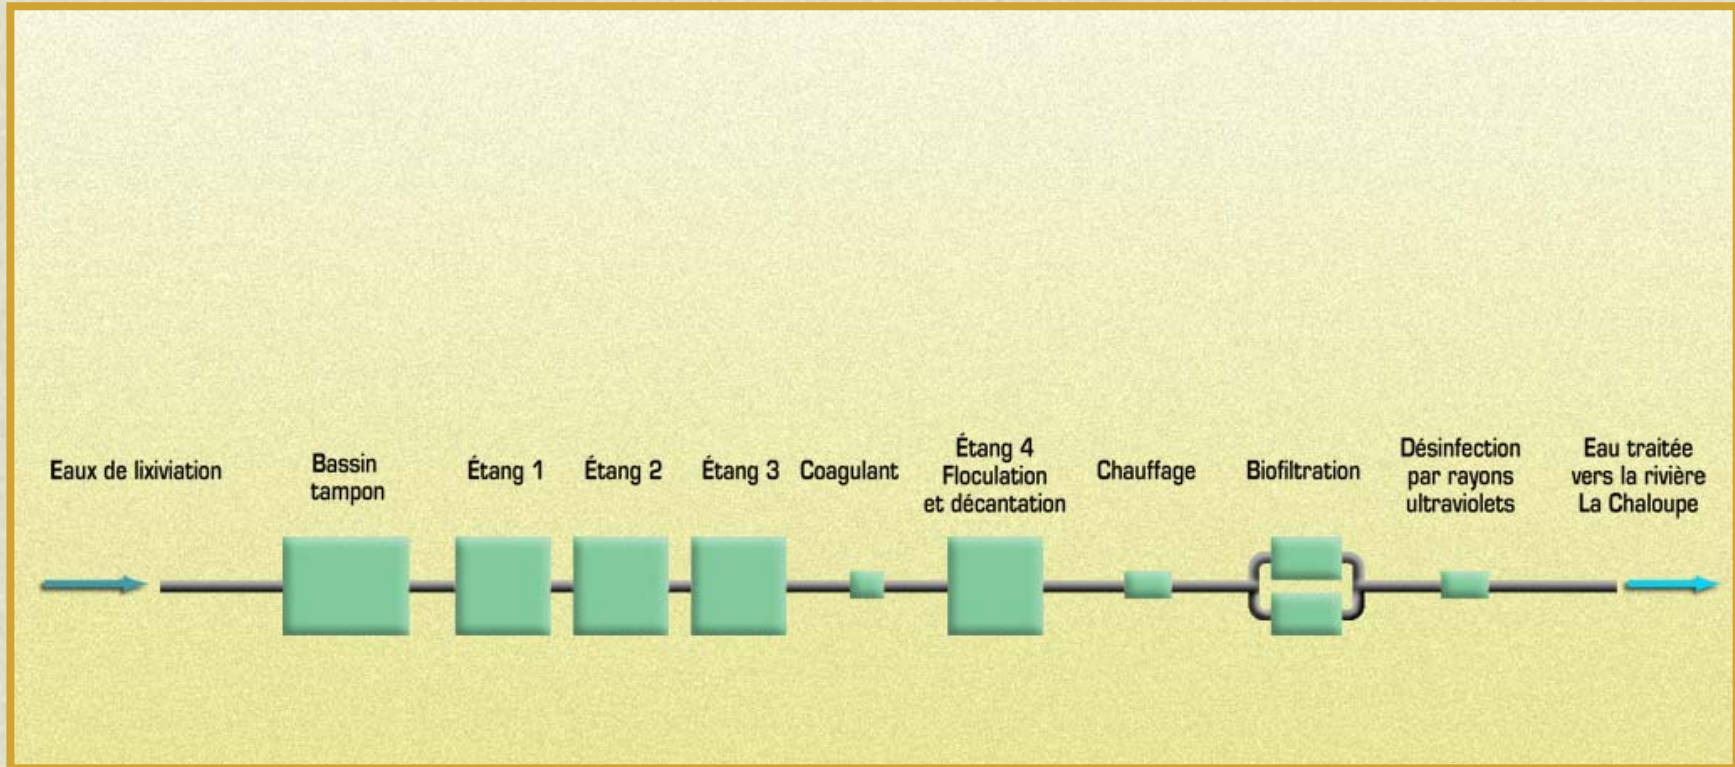 Eaux de lixiviation
Bassin
tampon
Étang 1
Étang 2
Étang 3
Coagulant
Étang 4
Floculation
et décantation
Chauffage
Biofiltration
Désinfection
par rayons
ultraviolets
Eau traitée
vers la rivière
La Chaloupe